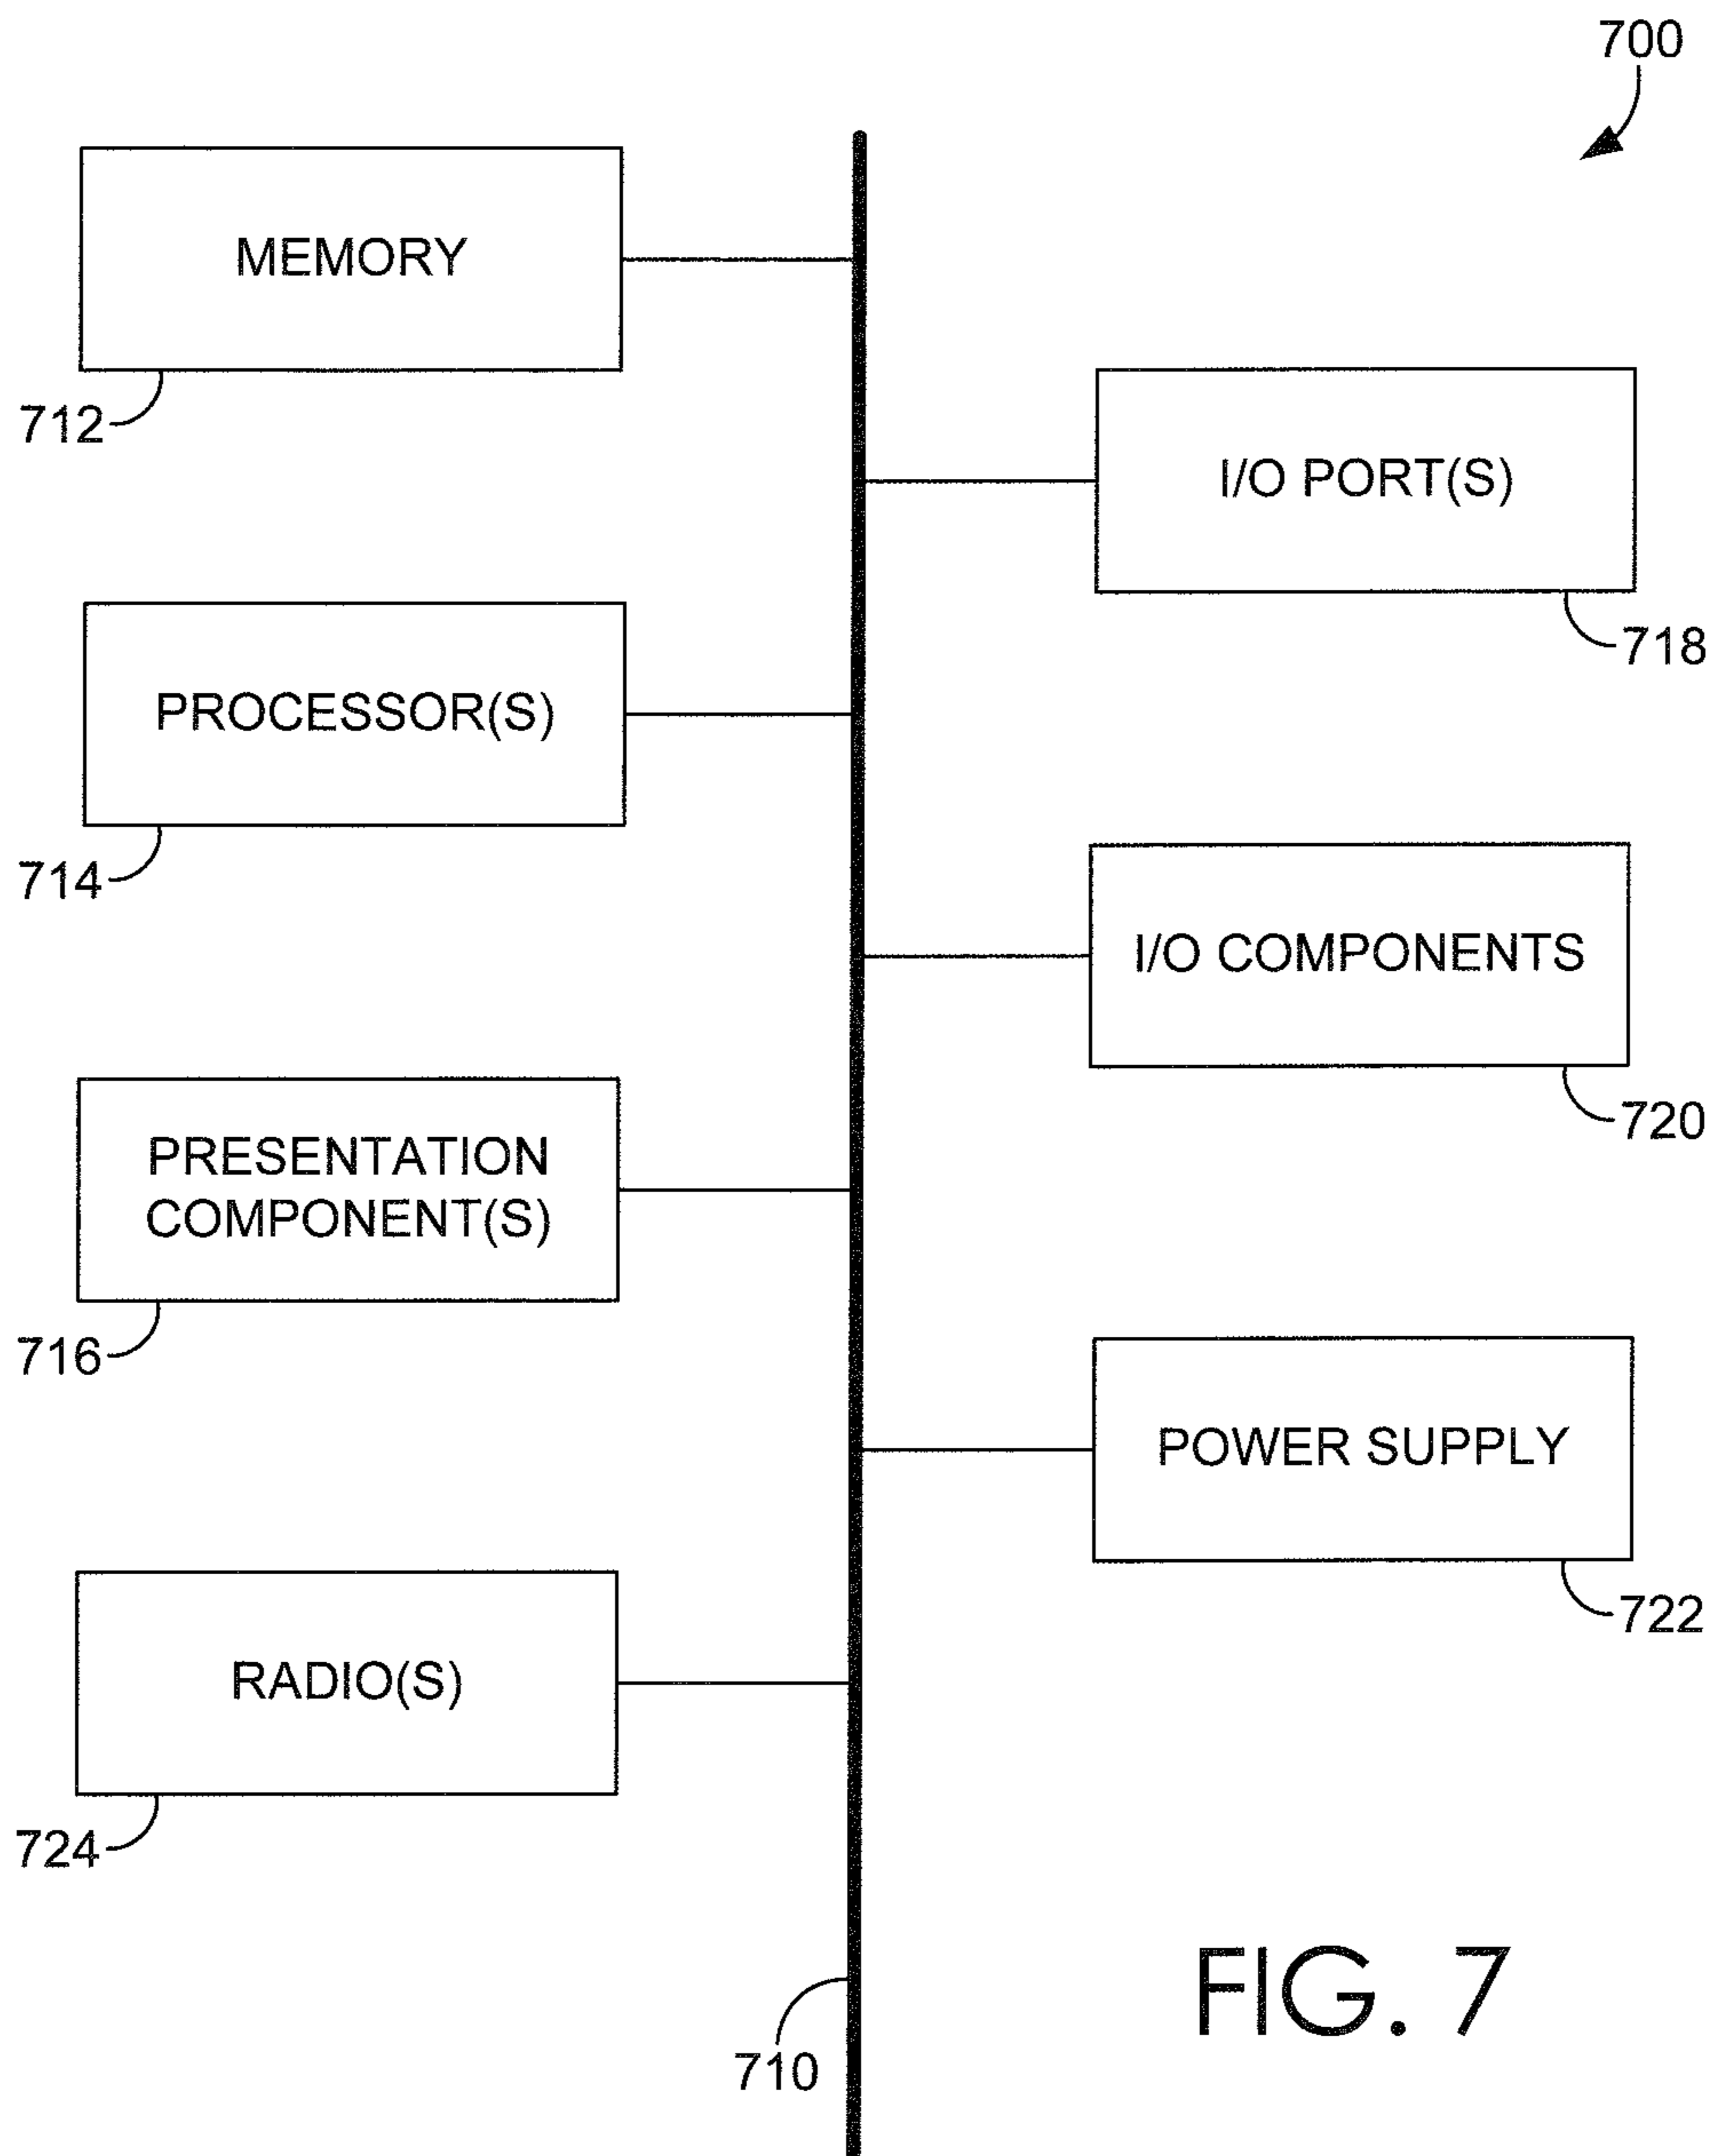 700
MEMORY
712
I/O PORT(S)
718
PROCESSOR(S)
714
I/O COMPONENTS
720
PRESENTATION
COMPONENT(S)
716
POWER SUPPLY
722
RADIO(S)
724
710
FIG. 7